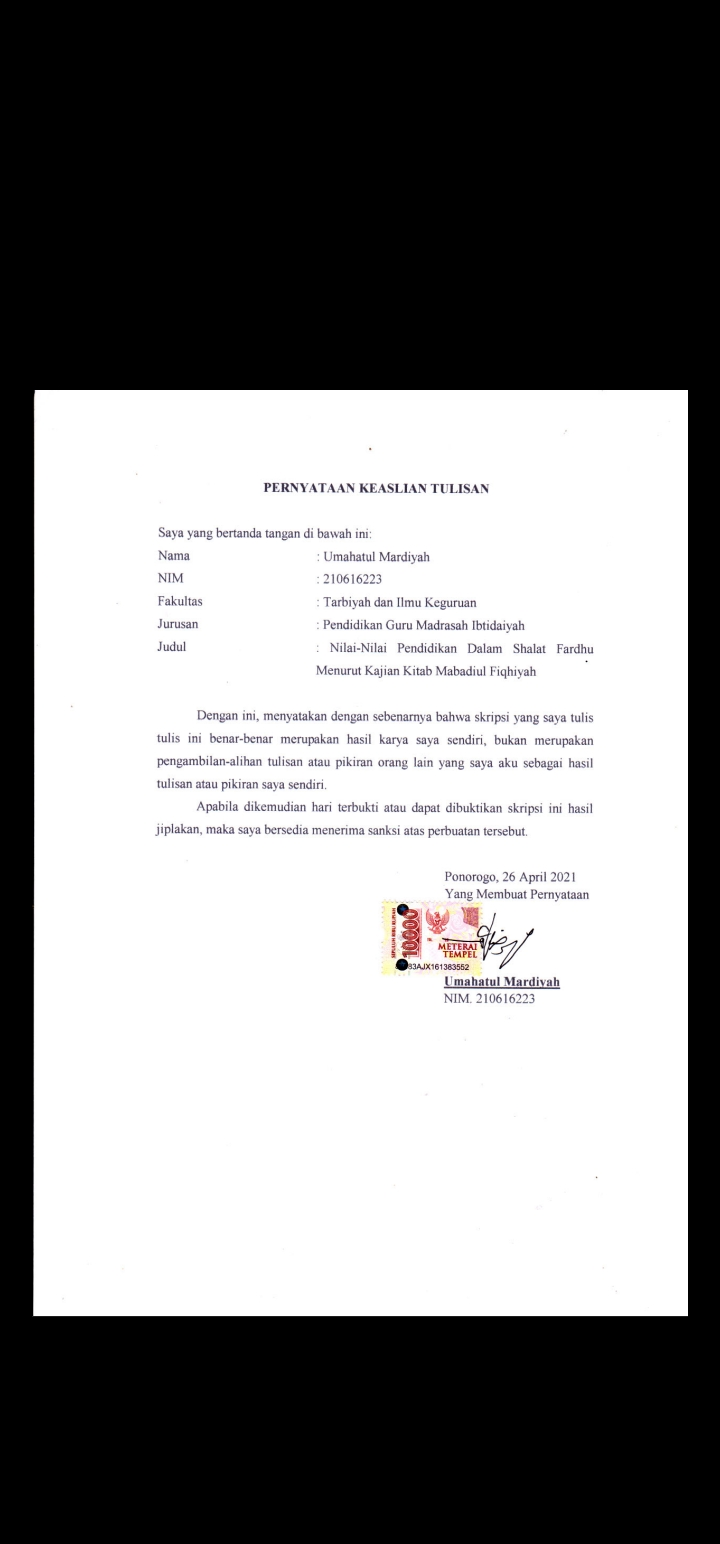 PERNYATAAN KEASLIAN TULISAN
Saya yang bertanda tangan di bawah ini:
Nama : Umahatul Mardiyah
NIM : 210616223
Fakultas : Tarbiyah dan Ilmu Keguruan
Jurusan : Pendidikan Guru Madrasah Ibtidaiyah
Judul : Nilai-Nilai Pendidikan Dalam Shalat Fardhu
Menurut Kajian Kitab Mabadiul Fiqhiyah
Dengan ini, menyatakan dengan sebenarnya bahwa skripsi yang saya tulis
tulis ini benar-benar merupakan hasil karya saya sendiri, bukan merupakan
pengambilan-alihan tulisan atau pikiran orang lain yang saya aku sebagai hasil
tulisan atau pikiran saya sendiri.
Apabila dikemudian hari terbukti atau dapat dibuktikan skripsi ini hasil
jiplakan, maka saya bersedia menerima sanksi atas perbuatan tersebut.
Ponorogo, 26 April 2021
Yang Membuat Pernyataan
SEPULUH RIBU RUPIAH
10000
METERAI
TEMPEL
83AJX161383552
Umahatul Mardiyah
NIM. 210616223